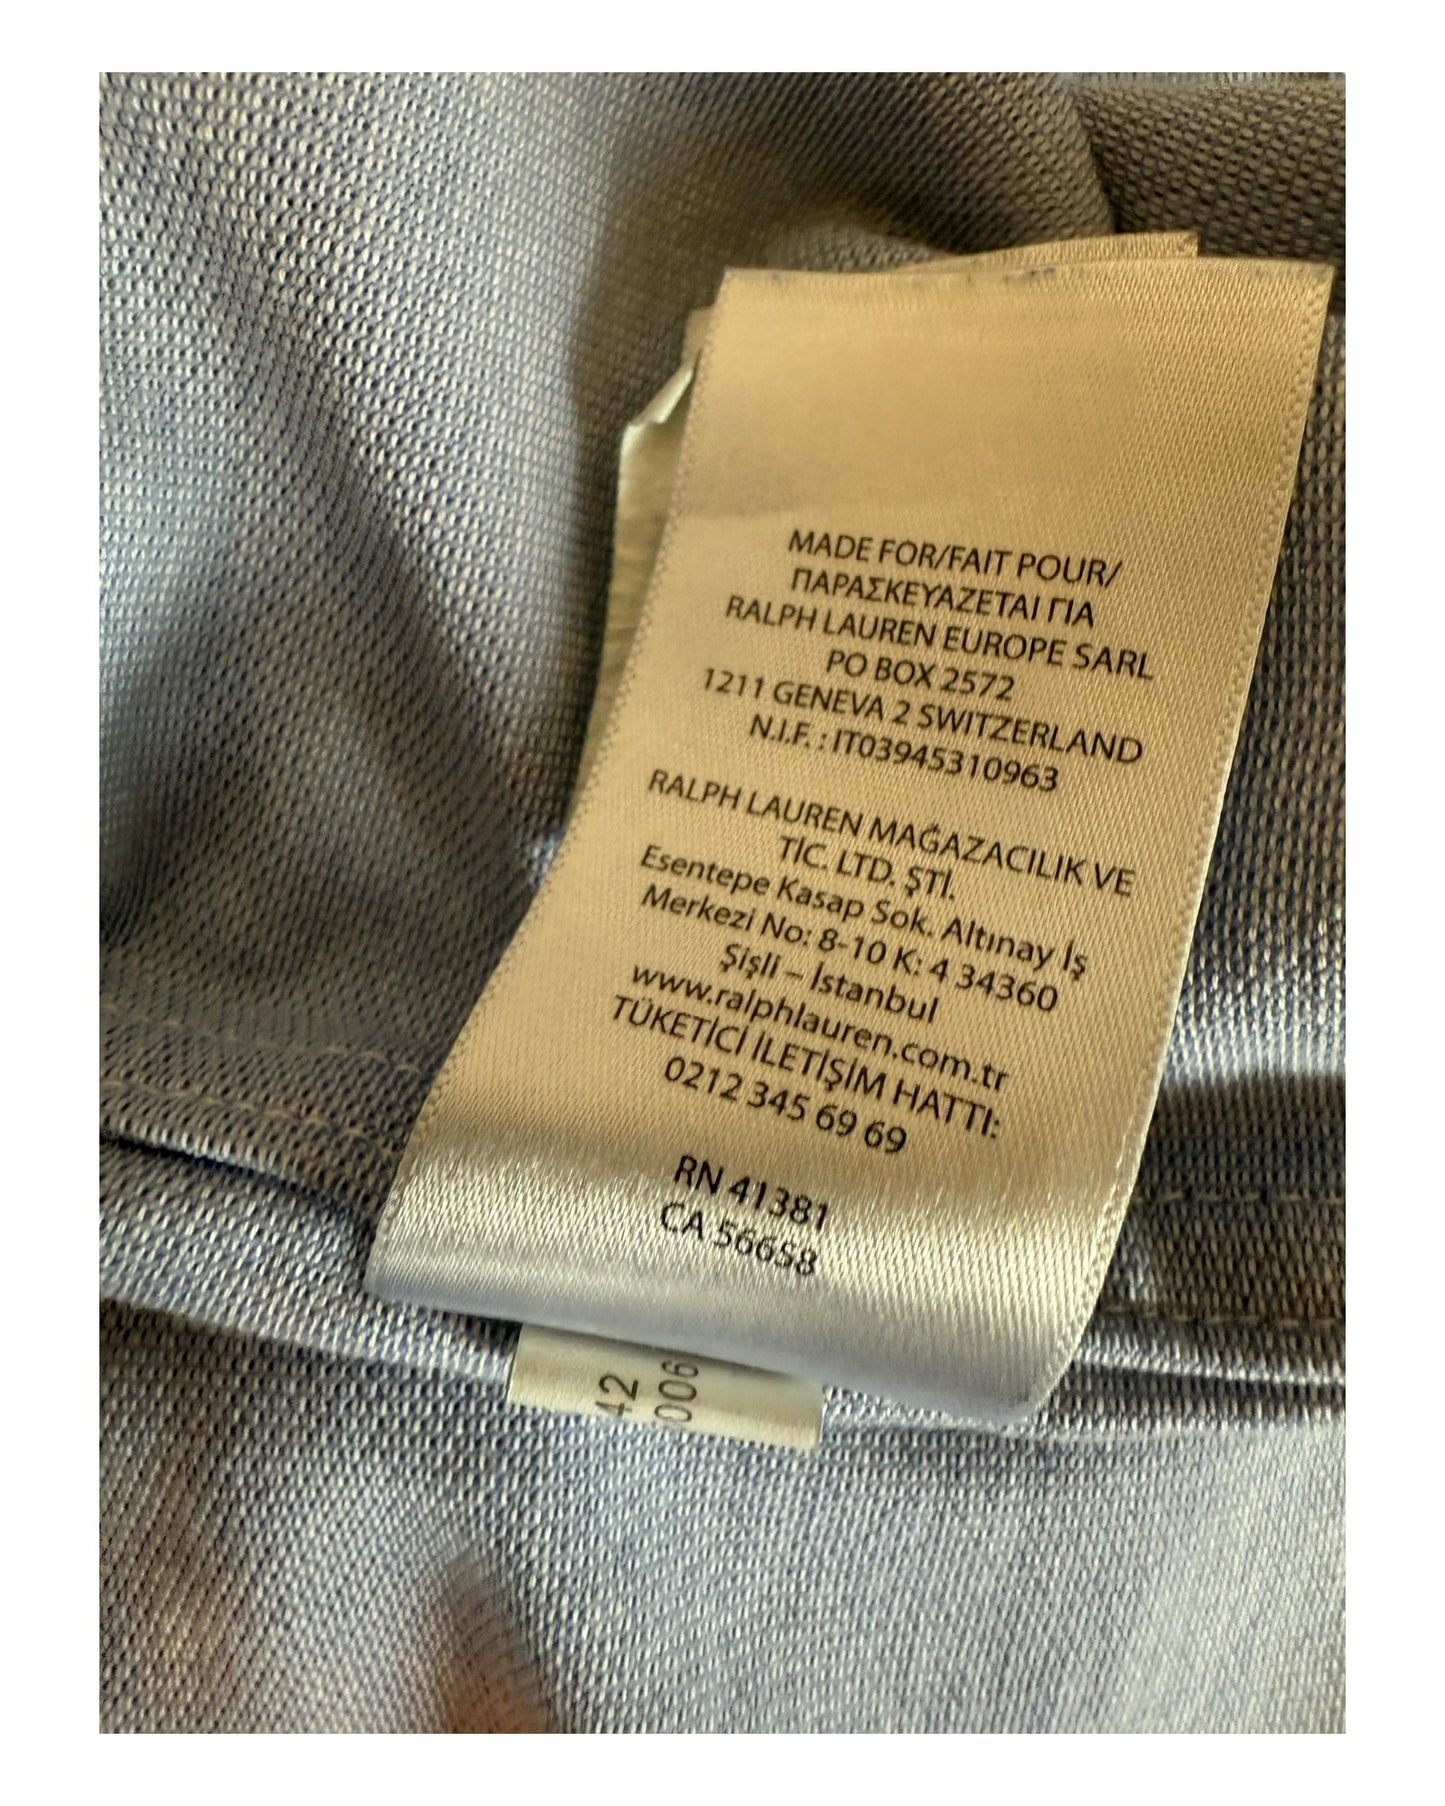 MADE FOR/FAIT POUR/
ΠΑΡΑΣΚΕΥΑΖΕΤΑΙ ΓΙΑ
RALPH LAUREN EUROPE SARL
PO BOX 2572
1211 GENEVA 2 SWITZERLAND
N.I.F. : IT03945310963
RALPH LAUREN MAĞAZACILIK VE
TİC. LTD. ŞTİ.
Esentepe Kasap Sok. Altınay İş
Merkezi No: 8-10 K: 4 34360
Şişli – İstanbul
www.ralphlauren.com.tr
TÜKETİCİ İLETİŞİM HATTI:
0212 345 69 69
RN 41381
CA 56658
42
006